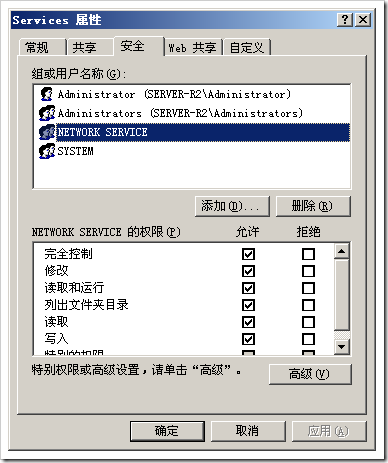 Services 属性
常规 共享 安全 Web 共享 自定义
组或用户名称(G):
Administrator (SERVER-R2\Administrator)
Administrators (SERVER-R2\Administrators)
NETWORK SERVICE
SYSTEM
添加(D)... 删除(R)
NETWORK SERVICE 的权限(P) 允许 拒绝
完全控制
修改
读取和运行
列出文件夹目录
读取
写入
特别的权限
特别权限或高级设置，请单击“高级”。
高级(V)
确定 取消 应用(A)